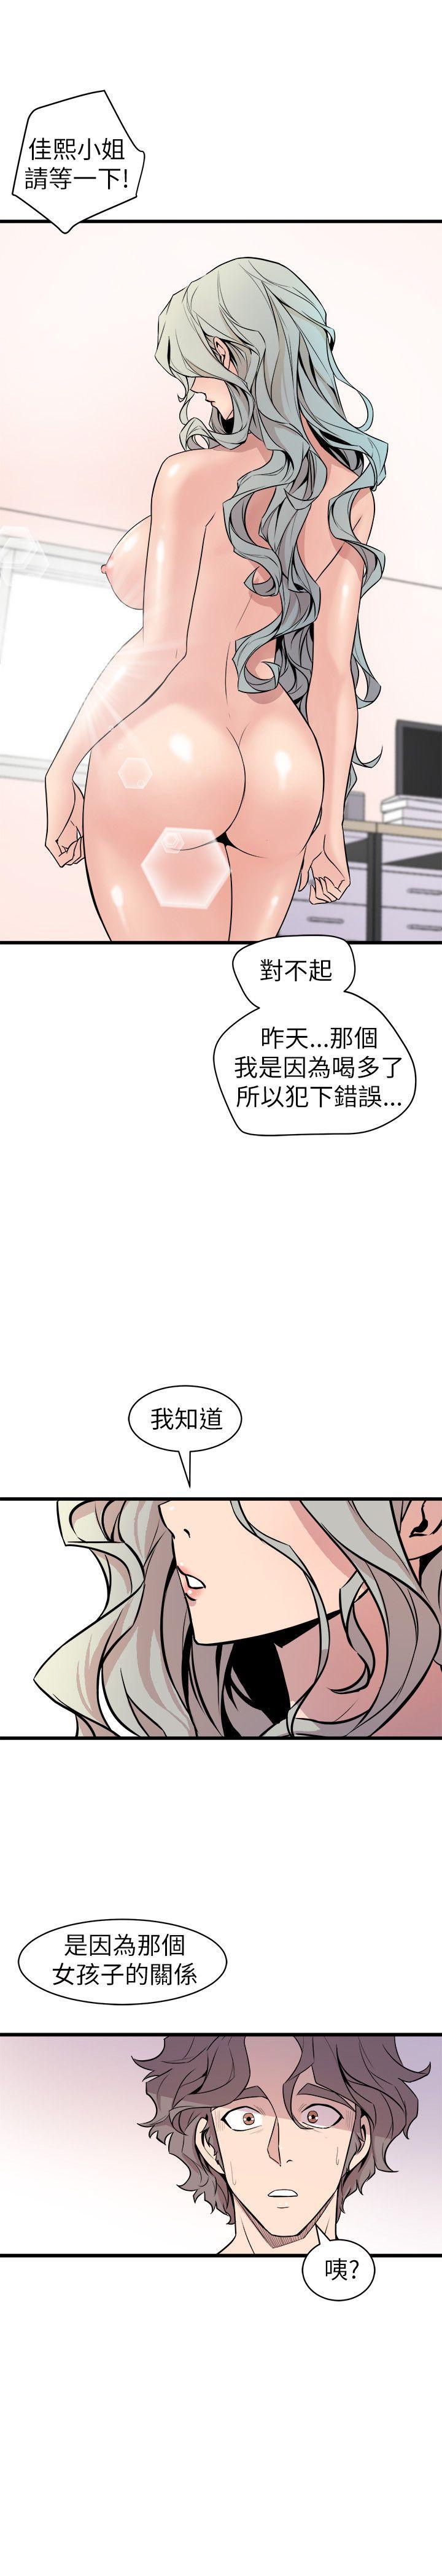 佳熙小姐
請等一下!
對不起
昨天...那個
我是因為喝多了
所以犯下錯誤...
我知道
是因為那個
女孩子的關係
咦?